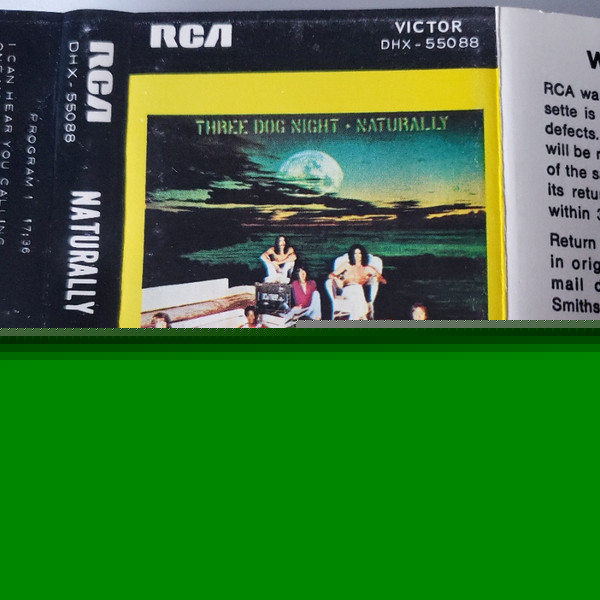 I CAN HEAR YOU CALLING
PROGRAM 1 17:36
RCA
DHX-55088
NATURALLY
RCA
VICTOR
DHX-55088
THREE DOG NIGHT • NATURALLY
W
RCA wa
sette is
defects.
will be r
of the s
its retu
within 3
Return
in orig
mail c
Smiths